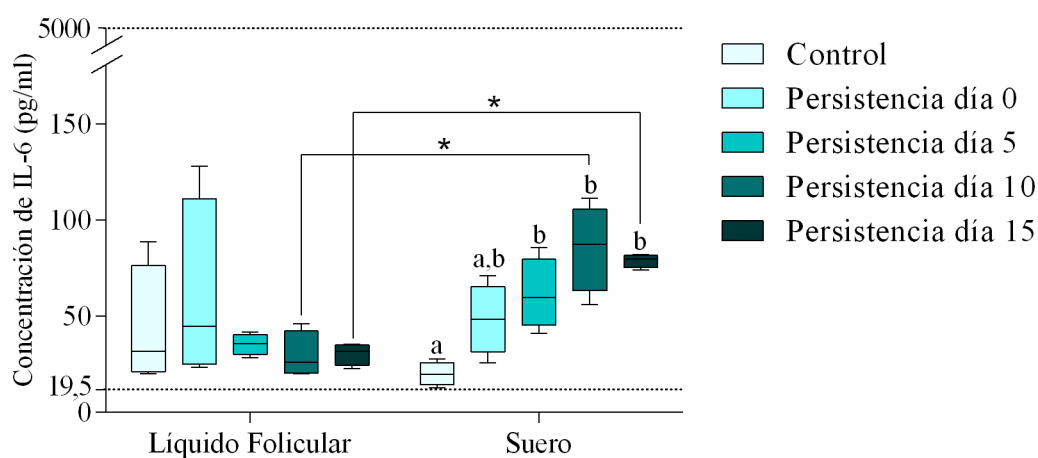 Concentración de IL-6 (pg/ml)
5000
150
100
50
19,5
0
*
*
a
a,b
b
b
b
Líquido Folicular
Suero
Control
Persistencia día 0
Persistencia día 5
Persistencia día 10
Persistencia día 15